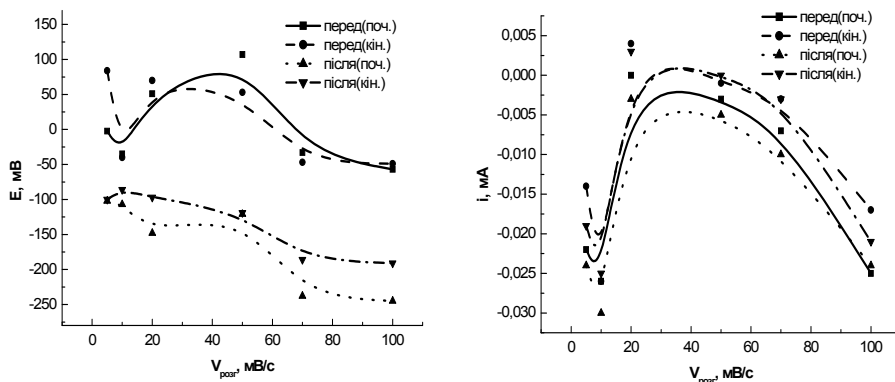 150
100
50
0
-50
-100
-150
-200
-250
E, мВ
0
20
40
60
80
100
V розг, мВ/с
перед(поч.)
перед(кін.)
після(поч.)
після(кін.)
0,005
0,000
-0,005
-0,010
-0,015
-0,020
-0,025
-0,030
i, мА
0
20
40
60
80
100
V розг, мВ/с
перед(поч.)
перед(кін.)
після(поч.)
після(кін.)